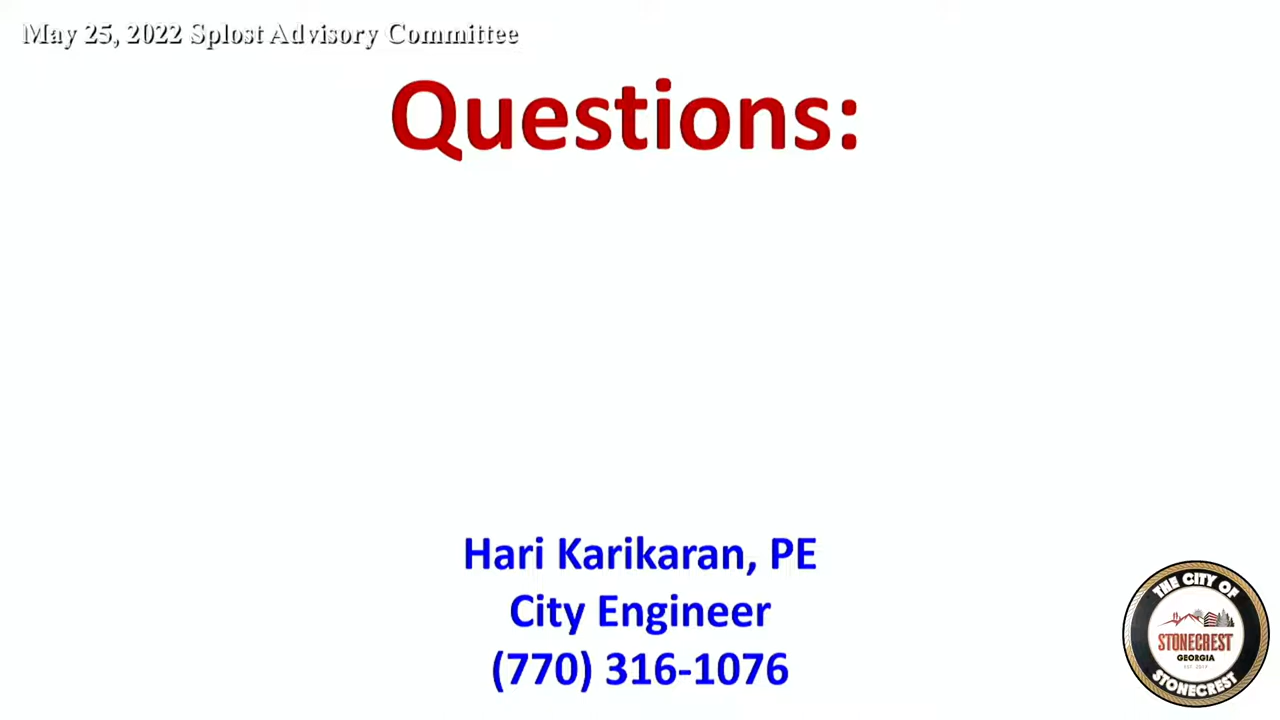 May 25, 2022 Splost Advisory Committee
Questions:
Hari Karikaran, PE
City Engineer
(770) 316-1076
THE CITY OF
STONECREST
GEORGIA
STONECREST